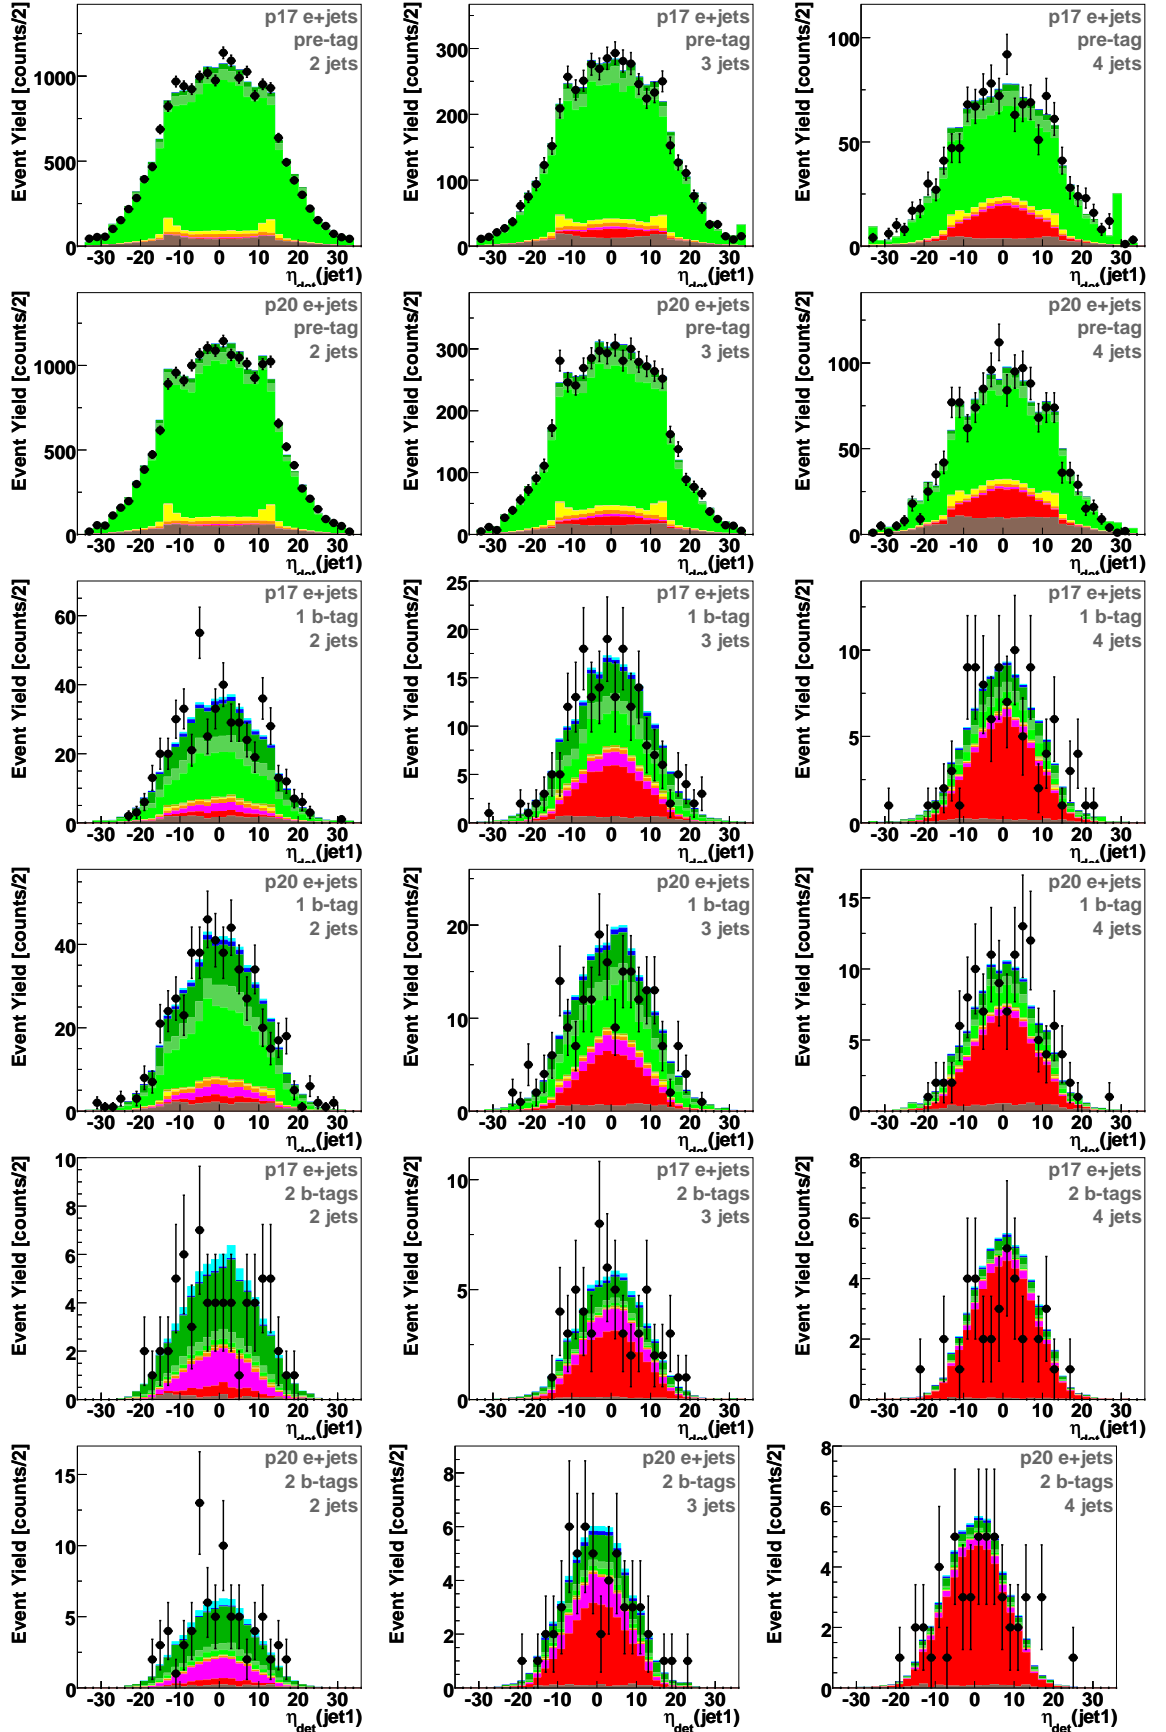 p17 e+jets
pre-tag
2 jets
Event Yield [counts/2]
1000
500
0
-30 -20 -10 0 10 20 30
ηdet(jet1)
p17 e+jets
pre-tag
3 jets
Event Yield [counts/2]
300
200
100
0
-30 -20 -10 0 10 20 30
ηdet(jet1)
p17 e+jets
pre-tag
4 jets
Event Yield [counts/2]
100
50
0
-30 -20 -10 0 10 20 30
ηdet(jet1)
p20 e+jets
pre-tag
2 jets
Event Yield [counts/2]
1000
500
0
-30 -20 -10 0 10 20 30
ηdet(jet1)
p20 e+jets
pre-tag
3 jets
Event Yield [counts/2]
300
200
100
0
-30 -20 -10 0 10 20 30
ηdet(jet1)
p20 e+jets
pre-tag
4 jets
Event Yield [counts/2]
100
50
0
-30 -20 -10 0 10 20 30
ηdet(jet1)
p17 e+jets
1 b-tag
2 jets
Event Yield [counts/2]
60
40
20
0
-30 -20 -10 0 10 20 30
ηdet(jet1)
p17 e+jets
1 b-tag
3 jets
Event Yield [counts/2]
25
20
15
10
5
0
-30 -20 -10 0 10 20 30
ηdet(jet1)
p17 e+jets
1 b-tag
4 jets
Event Yield [counts/2]
10
5
0
-30 -20 -10 0 10 20 30
ηdet(jet1)
p20 e+jets
1 b-tag
2 jets
Event Yield [counts/2]
40
20
0
-30 -20 -10 0 10 20 30
ηdet(jet1)
p20 e+jets
1 b-tag
3 jets
Event Yield [counts/2]
20
10
0
-30 -20 -10 0 10 20 30
ηdet(jet1)
p20 e+jets
1 b-tag
4 jets
Event Yield [counts/2]
15
10
5
0
-30 -20 -10 0 10 20 30
ηdet(jet1)
p17 e+jets
2 b-tags
2 jets
Event Yield [counts/2]
10
8
6
4
2
0
-30 -20 -10 0 10 20 30
ηdet(jet1)
p17 e+jets
2 b-tags
3 jets
Event Yield [counts/2]
10
5
0
-30 -20 -10 0 10 20 30
ηdet(jet1)
p17 e+jets
2 b-tags
4 jets
Event Yield [counts/2]
8
6
4
2
0
-30 -20 -10 0 10 20 30
ηdet(jet1)
p20 e+jets
2 b-tags
2 jets
Event Yield [counts/2]
15
10
5
0
-30 -20 -10 0 10 20 30
ηdet(jet1)
p20 e+jets
2 b-tags
3 jets
Event Yield [counts/2]
8
6
4
2
0
-30 -20 -10 0 10 20 30
ηdet(jet1)
p20 e+jets
2 b-tags
4 jets
Event Yield [counts/2]
8
6
4
2
0
-30 -20 -10 0 10 20 30
ηdet(jet1)